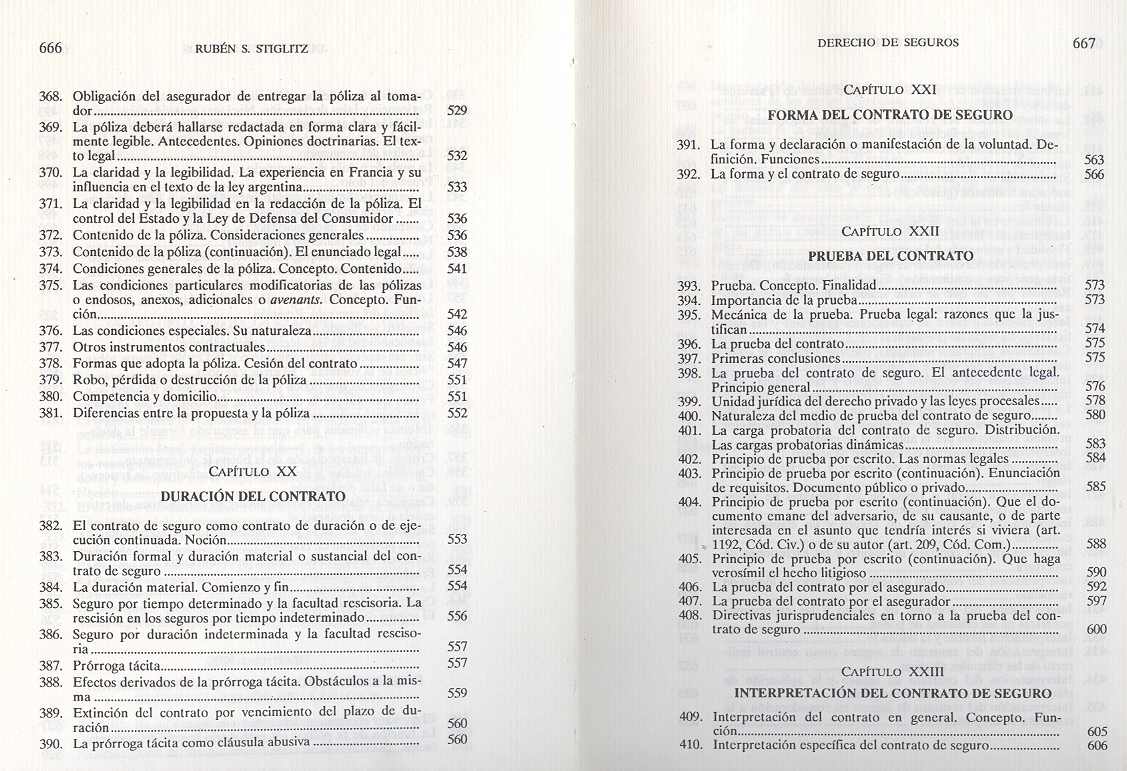 666 RUBÉN S. STIGLITZ
368. Obligación del asegurador de entregar la póliza al toma-
dor 529
369. La póliza deberá hallarse redactada en forma clara y fácil-
mente legible. Antecedentes. Opiniones doctrinarias. El tex-
to legal 532
370. La claridad y la legibilidad. La experiencia en Francia y su
influencia en el texto de la ley argentina 533
371. La claridad y la legibilidad en la redacción de la póliza. El
control del Estado y la Ley de Defensa del Consumidor 536
372. Contenido de la póliza. Consideraciones generales 536
373. Contenido de la póliza (continuación). El enunciado legal 538
374. Condiciones generales de la póliza. Concepto. Contenido 541
375. Las condiciones particulares modificatorias de las pólizas
o endosos, anexos, adicionales o avenants. Concepto. Fun-
ción 542
376. Las condiciones especiales. Su naturaleza 546
377. Otros instrumentos contractuales 546
378. Formas que adopta la póliza. Cesión del contrato 547
379. Robo, pérdida o destrucción de la póliza 551
380. Competencia y domicilio 551
381. Diferencias entre la propuesta y la póliza 552
CAPÍTULO XX
DURACIÓN DEL CONTRATO
382. El contrato de seguro como contrato de duración o de eje-
cución continuada. Noción 553
383. Duración formal y duración material o sustancial del con-
trato de seguro 554
384. La duración material. Comienzo y fin 554
385. Seguro por tiempo determinado y la facultad rescisoria. La
rescisión en los seguros por tiempo indeterminado 556
386. Seguro por duración indeterminada y la facultad resciso-
ria 557
387. Prórroga tácita 557
388. Efectos derivados de la prórroga tácita. Obstáculos a la mis-
ma 559
389. Extinción del contrato por vencimiento del plazo de du-
ración 560
390. La prórroga tácita como cláusula abusiva 560
DERECHO DE SEGUROS 667
CAPÍTULO XXI
FORMA DEL CONTRATO DE SEGURO
391. La forma y declaración o manifestación de la voluntad. De-
finición. Funciones 563
392. La forma y el contrato de seguro 566
CAPÍTULO XXII
PRUEBA DEL CONTRATO
393. Prueba. Concepto. Finalidad 573
394. Importancia de la prueba 573
395. Mecánica de la prueba. Prueba legal: razones que la jus-
tifican 574
396. La prueba del contrato 575
397. Primeras conclusiones 575
398. La prueba del contrato de seguro. El antecedente legal.
Principio general 576
399. Unidad jurídica del derecho privado y las leyes procesales 578
400. Naturaleza del medio de prueba del contrato de seguro 580
401. La carga probatoria del contrato de seguro. Distribución.
Las cargas probatorias dinámicas 583
402. Principio de prueba por escrito. Las normas legales 584
403. Principio de prueba por escrito (continuación). Enunciación
de requisitos. Documento público o privado 585
404. Principio de prueba por escrito (continuación). Que el do-
cumento emane del adversario, de su causante, o de parte
interesada en el asunto que tendría interés si viviera (art.
1192, Cód. Civ.) o de su autor (art. 209, Cód. Com.) 588
405. Principio de prueba por escrito (continuación). Que haga
verosímil el hecho litigioso 590
406. La prueba del contrato por el asegurado 592
407. La prueba del contrato por el asegurador 597
408. Directivas jurisprudenciales en torno a la prueba del con-
trato de seguro 600
CAPÍTULO XXIII
INTERPRETACIÓN DEL CONTRATO DE SEGURO
409. Interpretación del contrato en general. Concepto. Fun-
ción 605
410. Interpretación específica del contrato de seguro 606